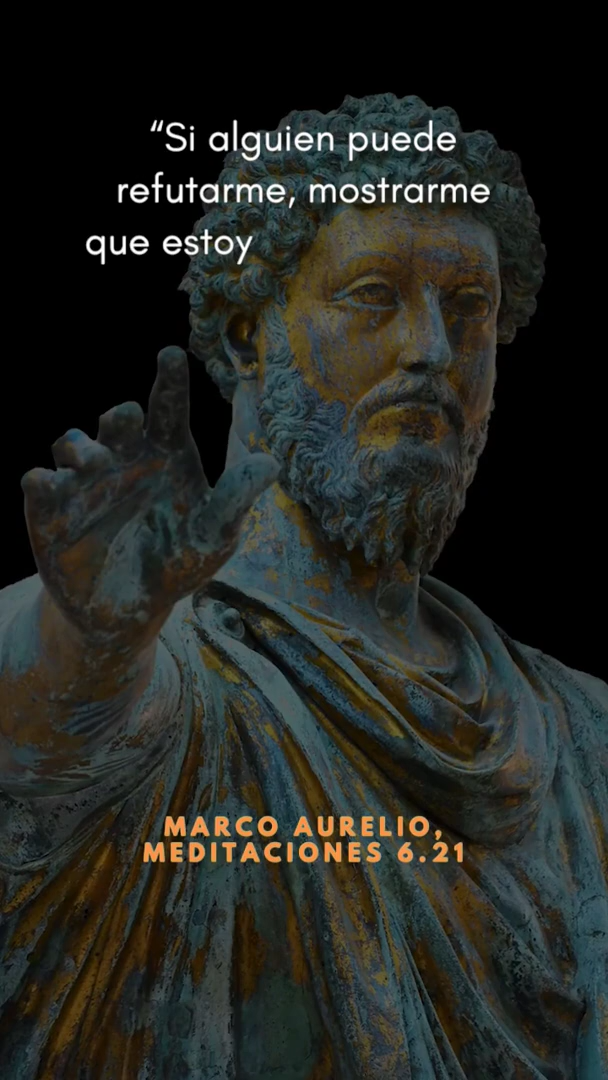 “Si alguien puede
refutarme, mostrarme
que estoy
MARCO AURELIO,
MEDITACIONES 6.21